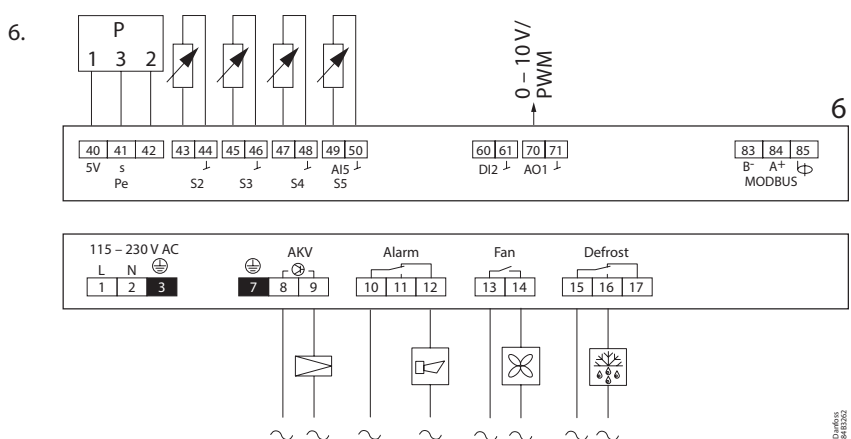 6.
P
1 3 2
0 – 10 V/
PWM
6
40 41 42 43 44 45 46 47 48 49 50 60 61 70 71 83 84 85
5V s AI5 DI2 AO1 B- A+
Pe S2 S3 S4 S5 MODBUS
115 – 230 V AC AKV Alarm Fan Defrost
L N
1 2 3 7 8 9 10 11 12 13 14 15 16 17
Danfoss
84B3262